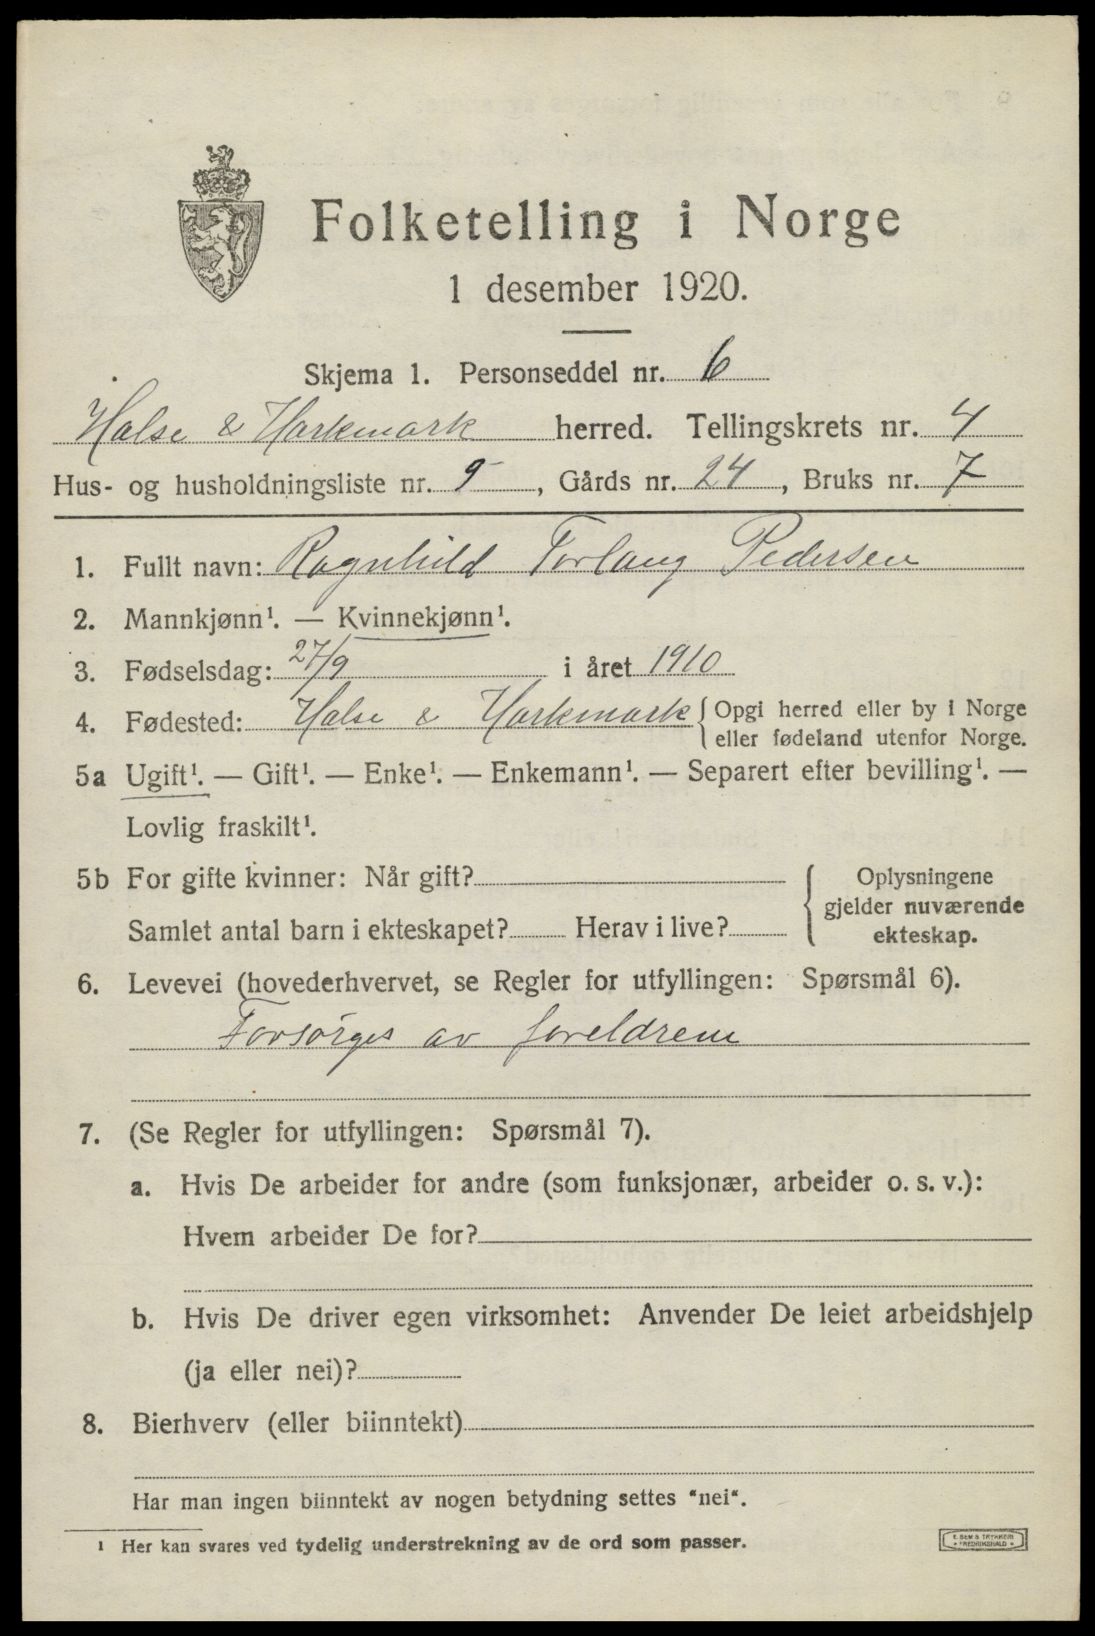 Folketelling i Norge
1 desember 1920.
Skjema 1. Personseddel nr. 6
Halse & Harkmark herred. Tellingskrets nr. 4
Hus- og husholdningsliste nr. 9, Gårds nr. 24, Bruks nr. 7
1. Fullt navn: Ragnhild Torlaug Pedersen
2. Mannkjønn¹. — Kvinnekjønn¹.
3. Fødselsdag: 27/9 i året 1910
4. Fødested: Halse & Harkmark { Opgi herred eller by i Norge
eller fødeland utenfor Norge.
5a Ugift¹. — Gift¹. — Enke¹. — Enkemann¹. — Separert efter bevilling¹. —
Lovlig fraskilt¹.
5b For gifte kvinner: Når gift? { Oplysningene
gjelder nuværende
Samlet antal barn i ekteskapet? Herav i live? ekteskap.
6. Levevei (hovederhvervet, se Regler for utfyllingen: Spørsmål 6).
Forsørges av foreldrene
7. (Se Regler for utfyllingen: Spørsmål 7).
a. Hvis De arbeider for andre (som funksjonær, arbeider o. s. v.):
Hvem arbeider De for?
b. Hvis De driver egen virksomhet: Anvender De leiet arbeidshjelp
(ja eller nei)?
8. Bierhverv (eller biinntekt)
Har man ingen biinntekt av nogen betydning settes "nei".
¹ Her kan svares ved tydelig understrekning av de ord som passer.
E. SEM'S TRYKKERI
FREDRIKSHALD